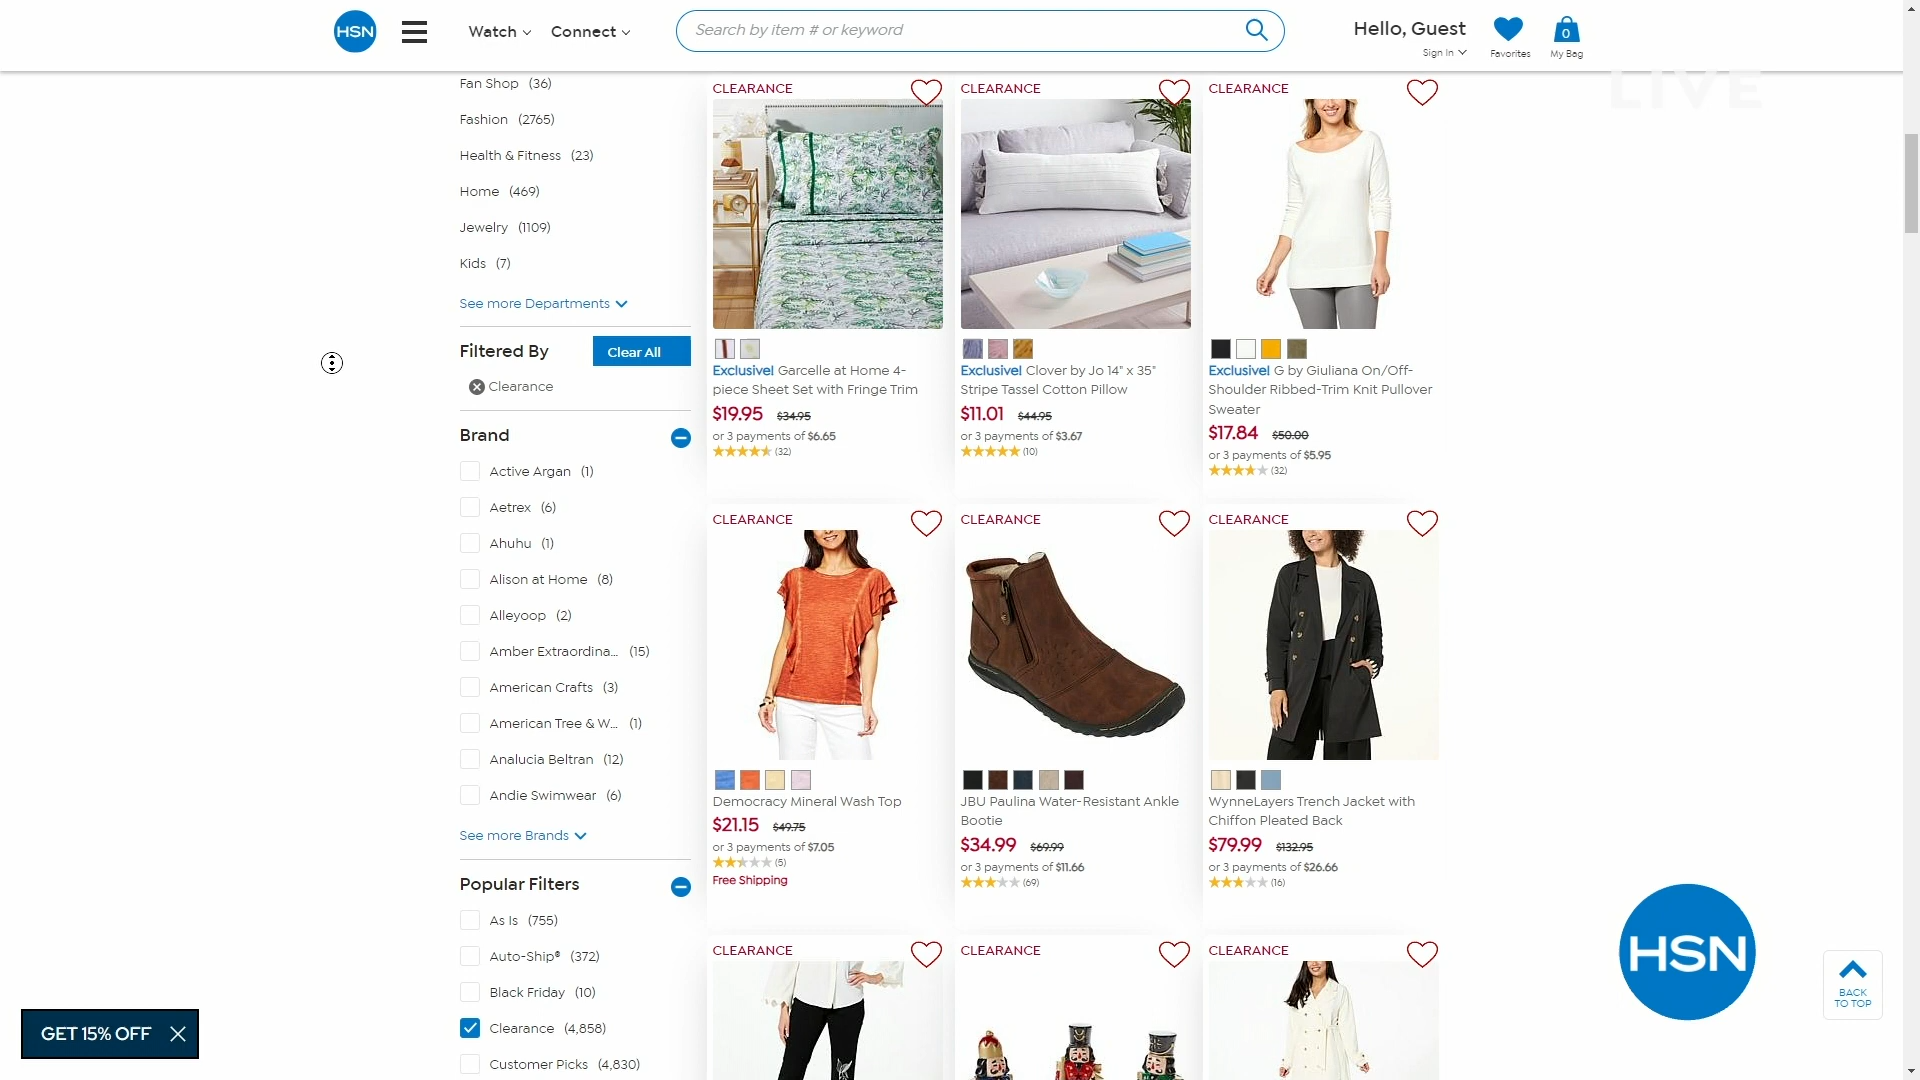 HSN
Watch
Connect
Search by item # or keyword
Hello, Guest
Sign In
Favorites
0
My Bag
LIVE
Fan Shop (36)
Fashion (2765)
Health & Fitness (23)
Home (469)
Jewelry (1109)
Kids (7)
See more Departments
Filtered By
Clear All
Clearance
Brand
Active Argan (1)
Aetrex (6)
Ahuhu (1)
Alison at Home (8)
Alleyoop (2)
Amber Extraordina... (15)
American Crafts (3)
American Tree & W... (1)
Analucia Beltran (12)
Andie Swimwear (6)
See more Brands
Popular Filters
As Is (755)
Auto-Ship® (372)
Black Friday (10)
Clearance (4,858)
Customer Picks (4,830)
CLEARANCE
Exclusive! Garcelle at Home 4-
piece Sheet Set with Fringe Trim
$19.95 $34.95
or 3 payments of $6.65
(32)
CLEARANCE
Exclusive! Clover by Jo 14" x 35"
Stripe Tassel Cotton Pillow
$11.01 $44.95
or 3 payments of $3.67
(10)
CLEARANCE
Exclusive! G by Giuliana On/Off-
Shoulder Ribbed-Trim Knit Pullover
Sweater
$17.84 $50.00
or 3 payments of $5.95
(32)
CLEARANCE
Democracy Mineral Wash Top
$21.15 $49.75
or 3 payments of $7.05
(5)
Free Shipping
CLEARANCE
JBU Paulina Water-Resistant Ankle
Bootie
$34.99 $69.99
or 3 payments of $11.66
(69)
CLEARANCE
WynneLayers Trench Jacket with
Chiffon Pleated Back
$79.99 $132.95
or 3 payments of $26.66
(16)
CLEARANCE
CLEARANCE
CLEARANCE
GET 15% OFF
HSN
BACK
TO TOP